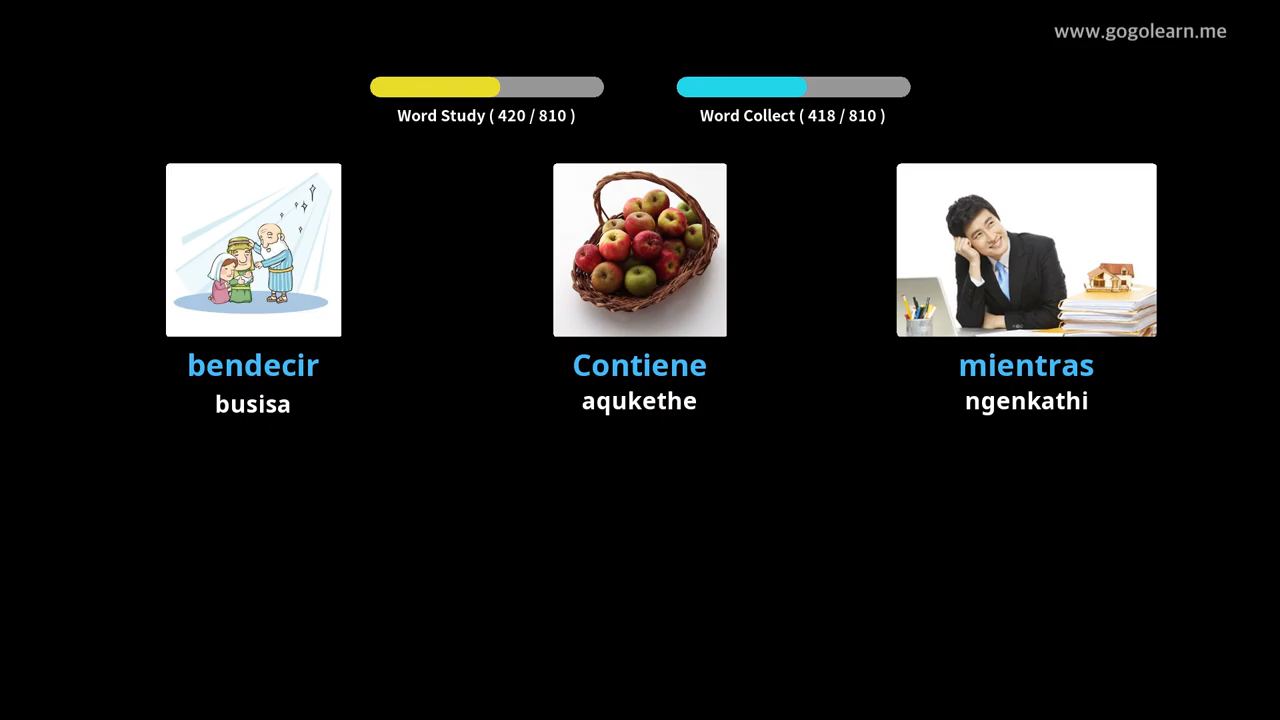 www.gogolearn.me
Word Study ( 420 / 810 )
Word Collect ( 418 / 810 )
bendecir
busisa
Contiene
aqukethe
mientras
ngenkathi